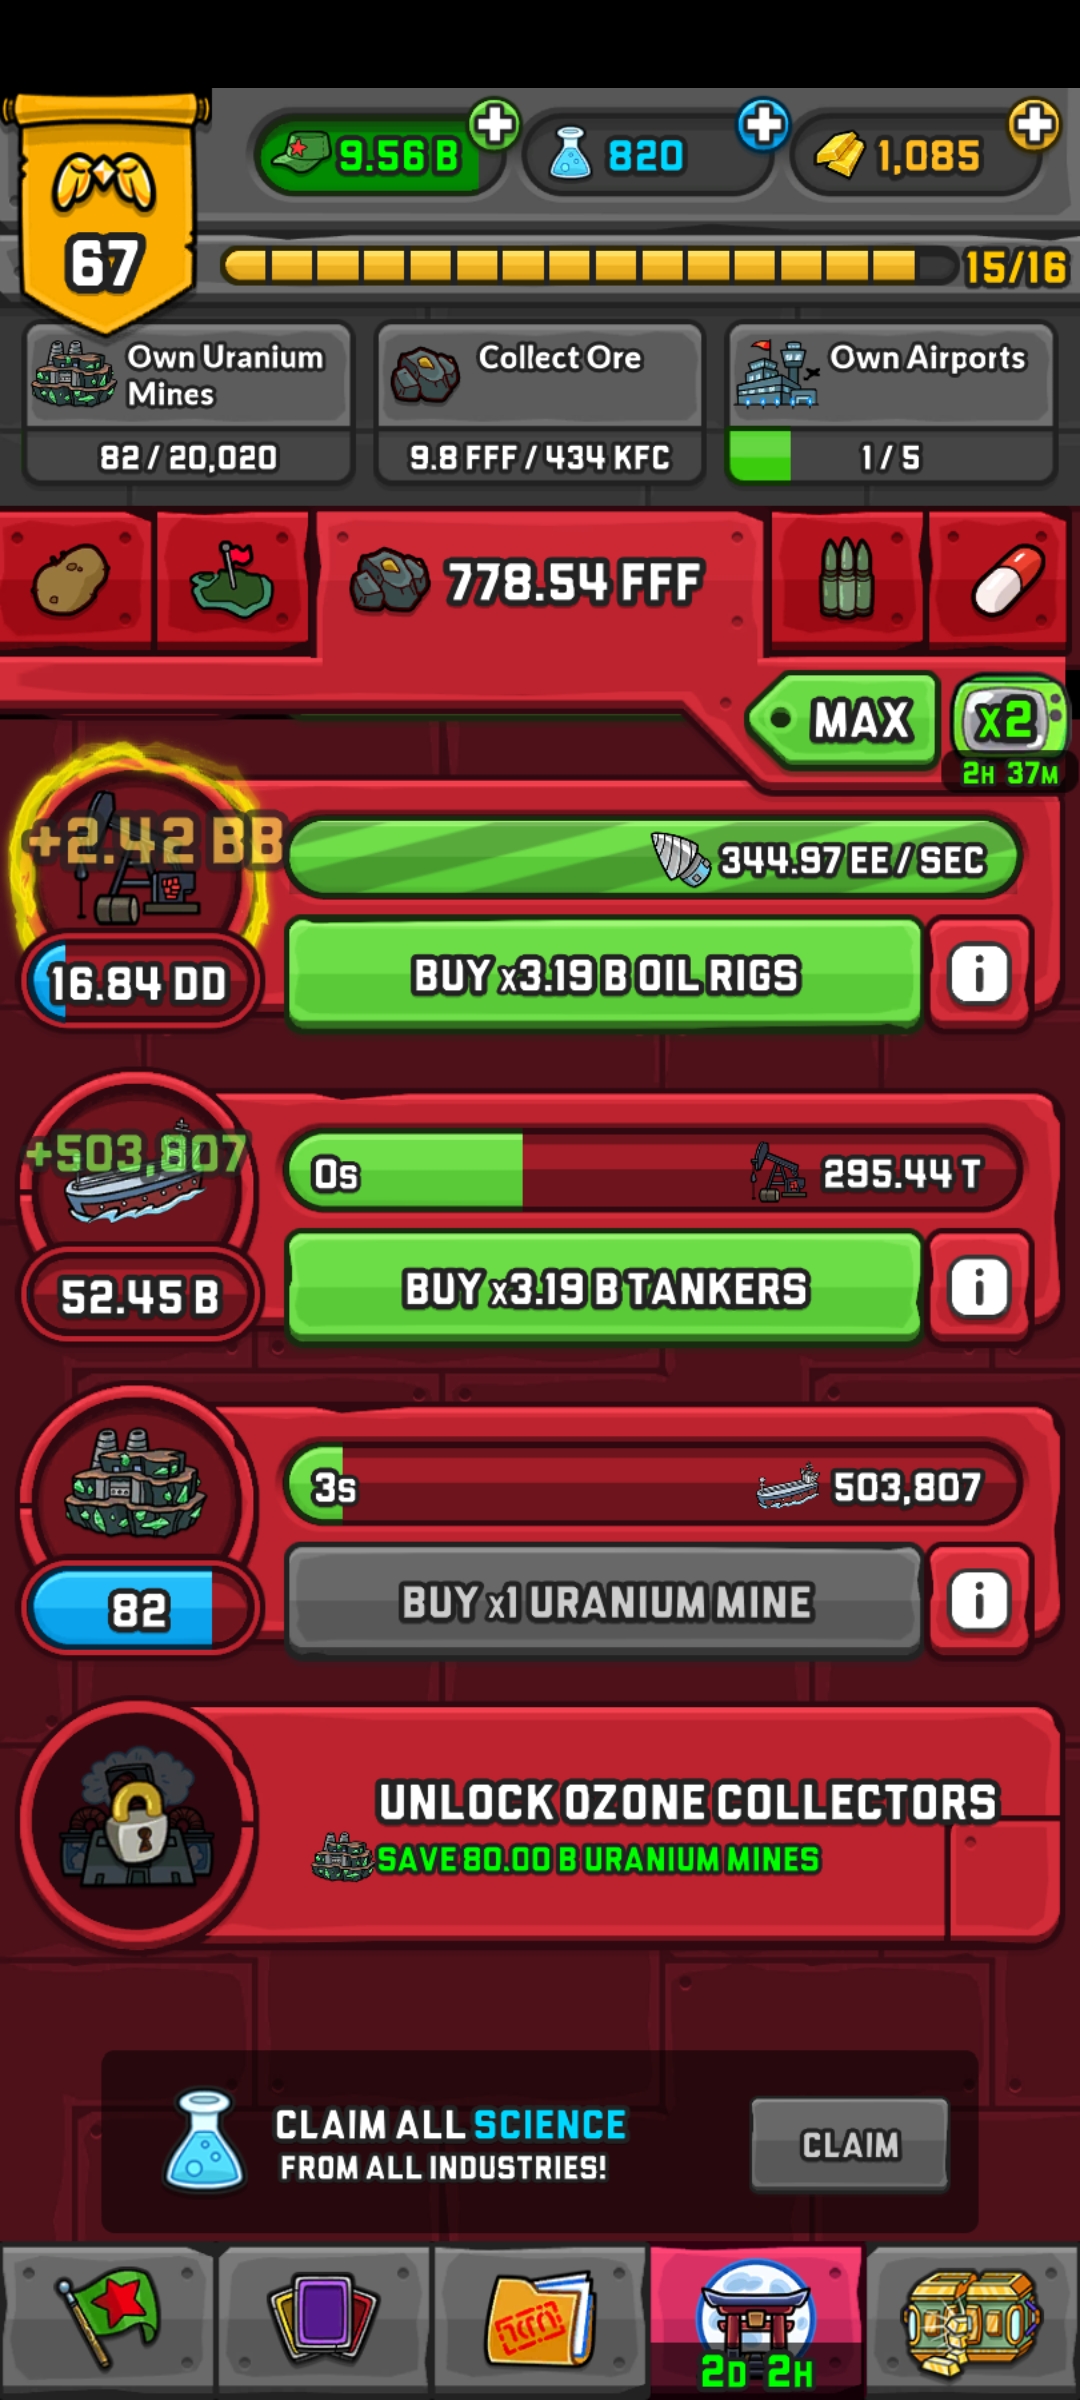 9.56 B
820
1,085
67
15/16
Own Uranium
Mines
82 / 20,020
Collect Ore
9.8 FFF / 434 KFC
Own Airports
1 / 5
778.54 FFF
MAX
x2
2H 37M
+2.42 BB
344.97 EE / SEC
16.84 DD
BUY x3.19 B OIL RIGS
i
+503,807
0s
295.44 T
52.45 B
BUY x3.19 B TANKERS
i
3s
503,807
82
BUY x1 URANIUM MINE
i
UNLOCK OZONE COLLECTORS
SAVE 80.00 B URANIUM MINES
CLAIM ALL SCIENCE
FROM ALL INDUSTRIES!
CLAIM
2D 2H